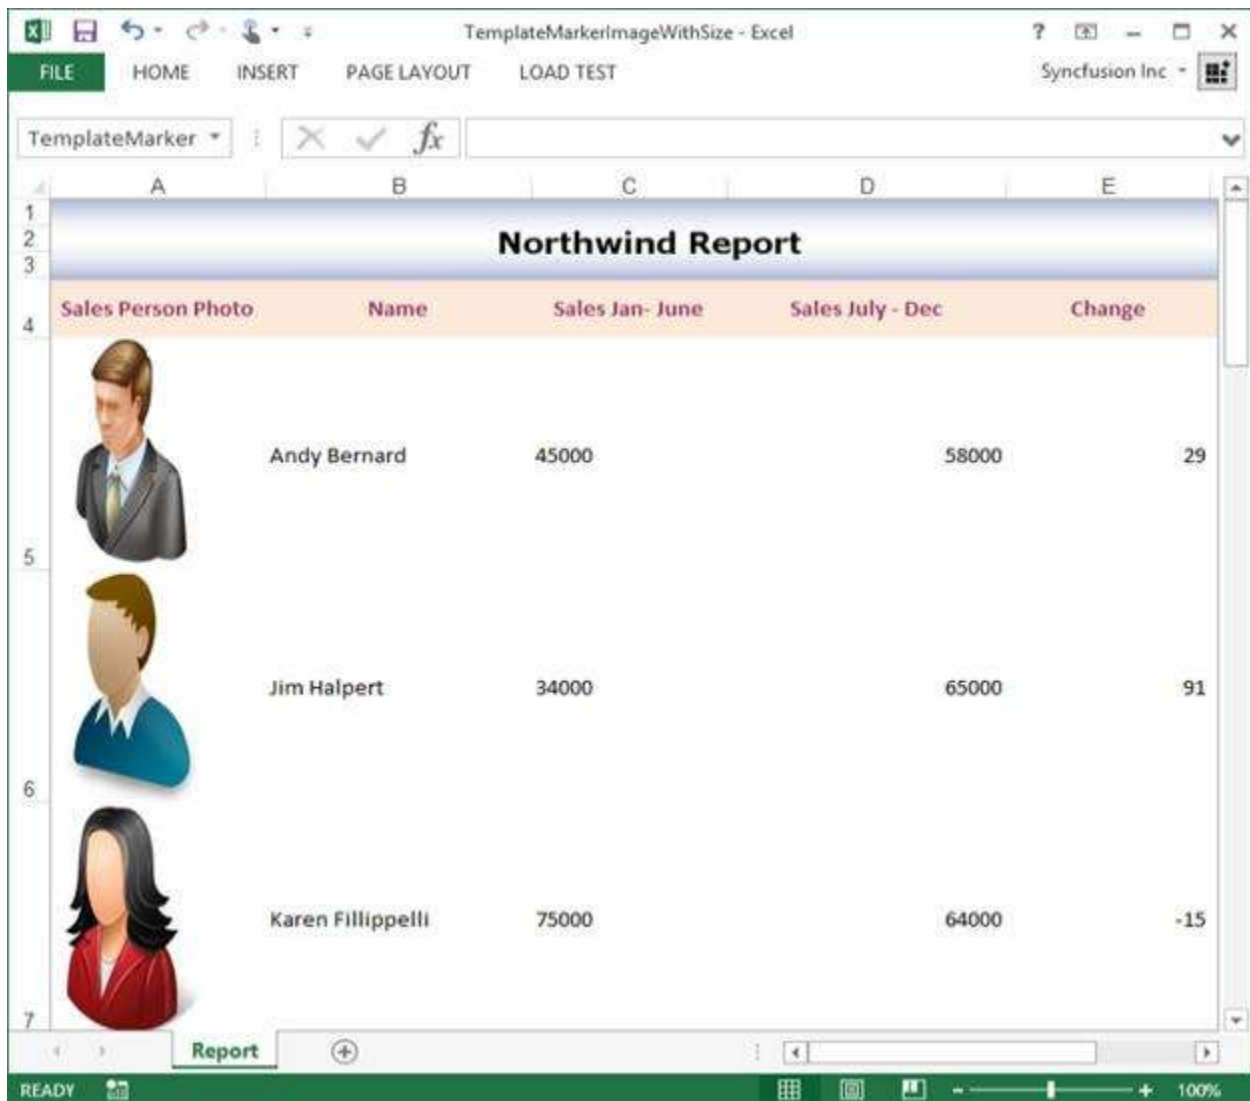 TemplateMarkerImageWithSize - Excel ?
FILE HOME INSERT PAGE LAYOUT LOAD TEST Syncfusion Inc
TemplateMarker fx
A B C D E
1
2 Northwind Report
3
4 Sales Person Photo Name Sales Jan- June Sales July - Dec Change
5 Andy Bernard 45000 58000 29
6 Jim Halpert 34000 65000 91
7 Karen Fillippelli 75000 64000 -15
Report
READY 100%